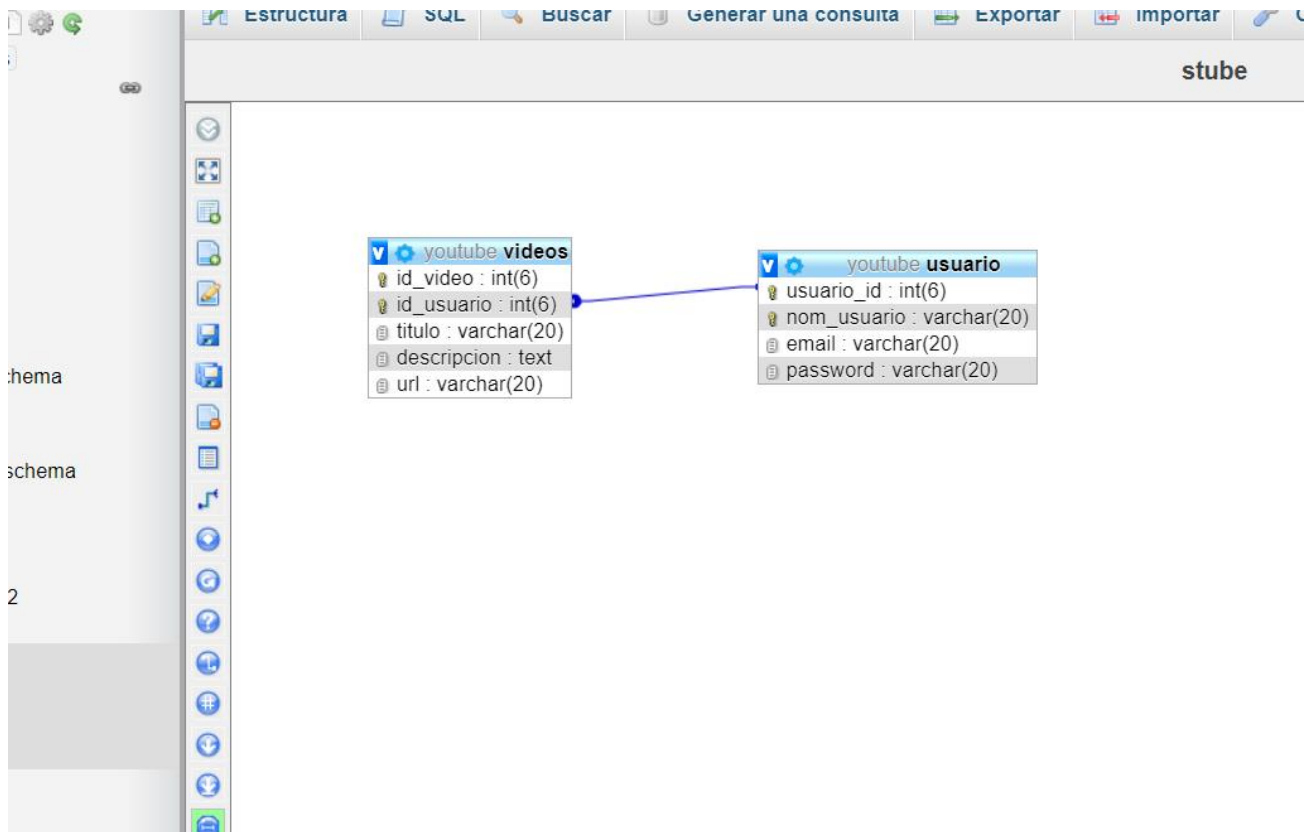 Estructura SQL Buscar Generar una consulta Exportar Importar
stube
youtube videos
id_video : int(6)
id_usuario : int(6)
titulo : varchar(20)
descripcion : text
url : varchar(20)
youtube usuario
usuario_id : int(6)
nom_usuario : varchar(20)
email : varchar(20)
password : varchar(20)
chema
schema
2